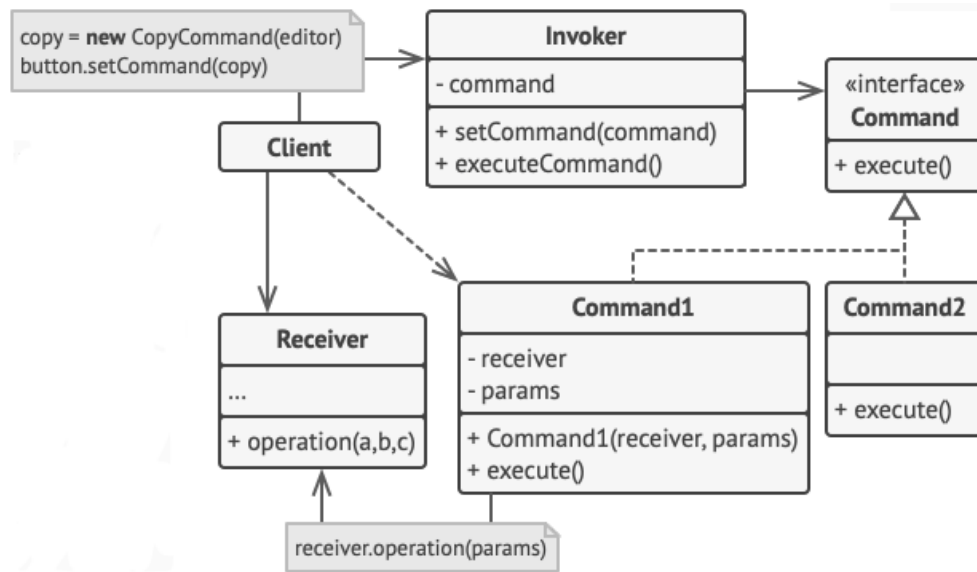 copy = new CopyCommand(editor)
button.setCommand(copy)
Client
Invoker
- command
+ setCommand(command)
+ executeCommand()
«interface»
Command
+ execute()
Receiver
...
+ operation(a,b,c)
Command1
- receiver
- params
+ Command1(receiver, params)
+ execute()
Command2
+ execute()
receiver.operation(params)